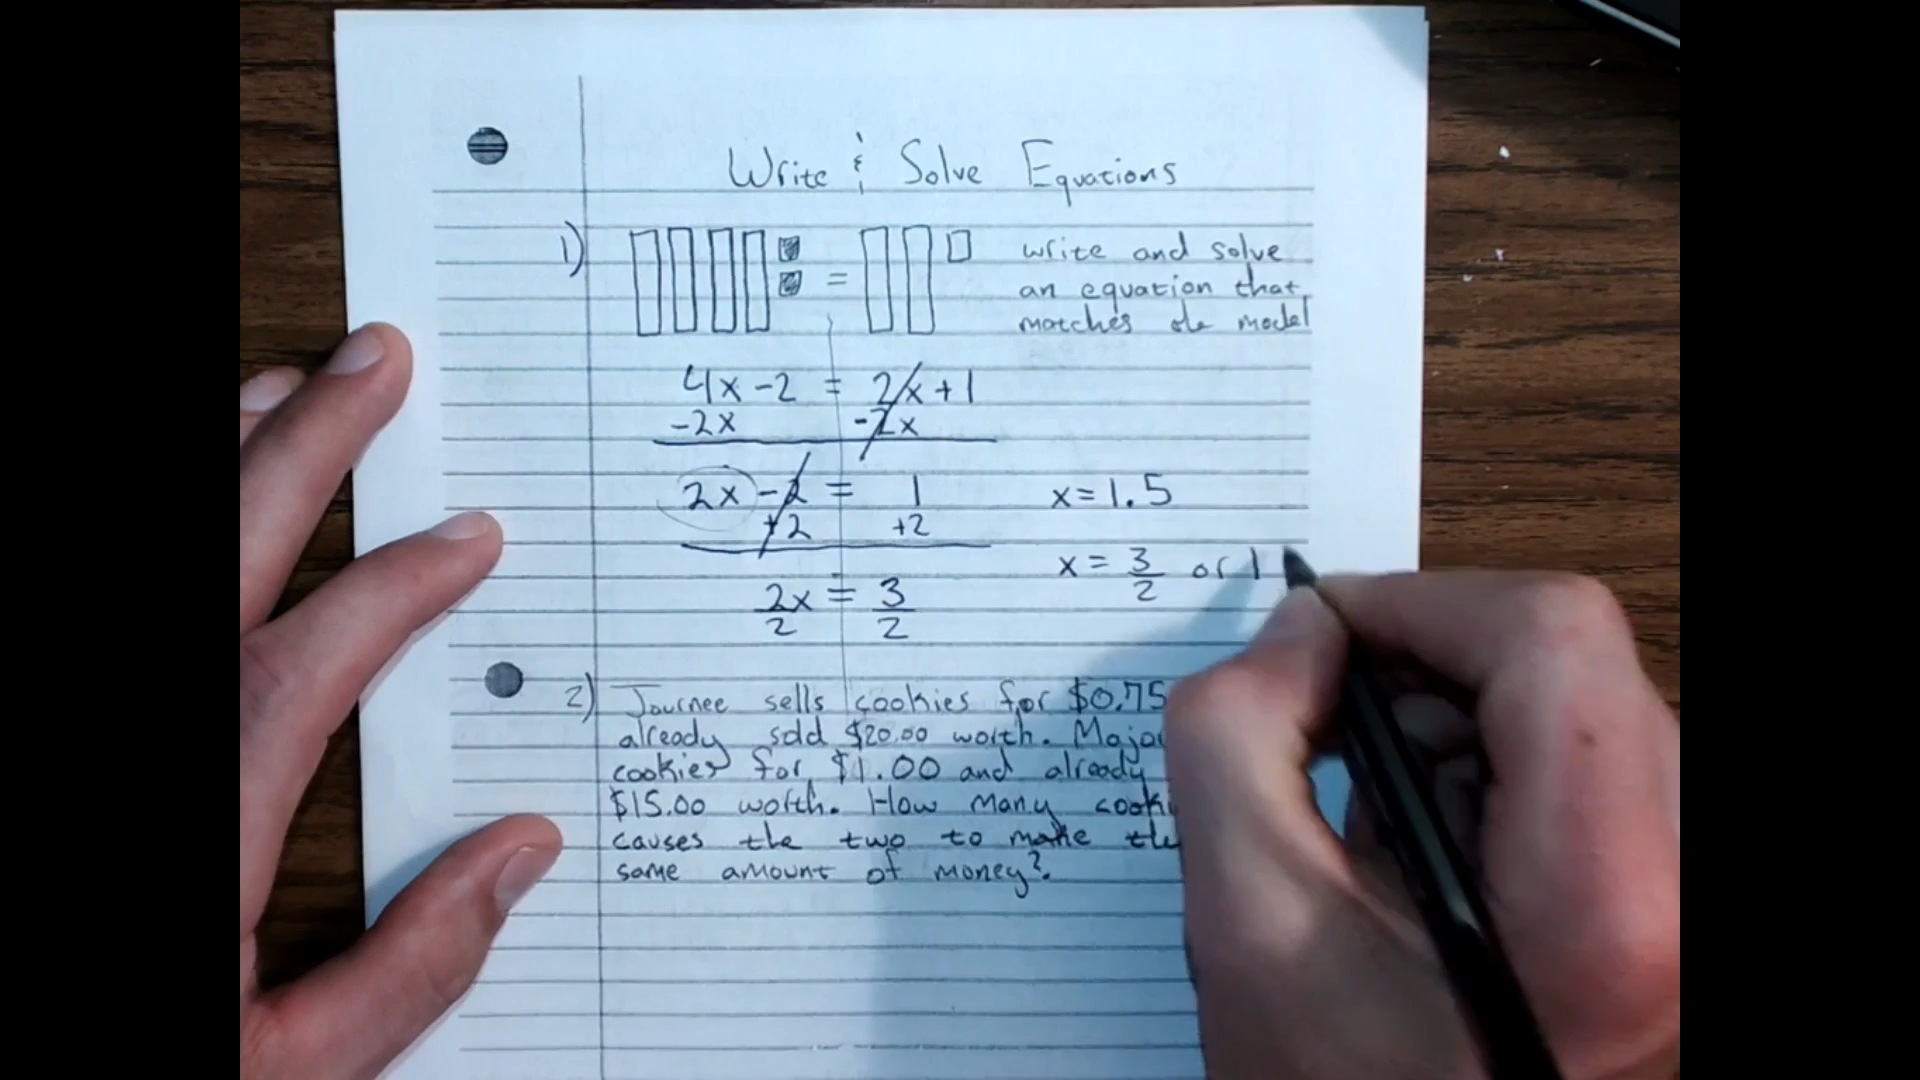 Write & Solve Equations
1) = write and solve
an equation that
matches the model
4x - 2 = 2x + 1
-2x -2x
2x - 2 = 1 x = 1.5
+2 +2
2x = 3 x = 3/2 or 1
2 2
2) Journee sells cookies for $0.75
already sold $20.00 worth.
cookies for $1.00 and already
$15.00 worth. How many
causes the two to make the
same amount of money?